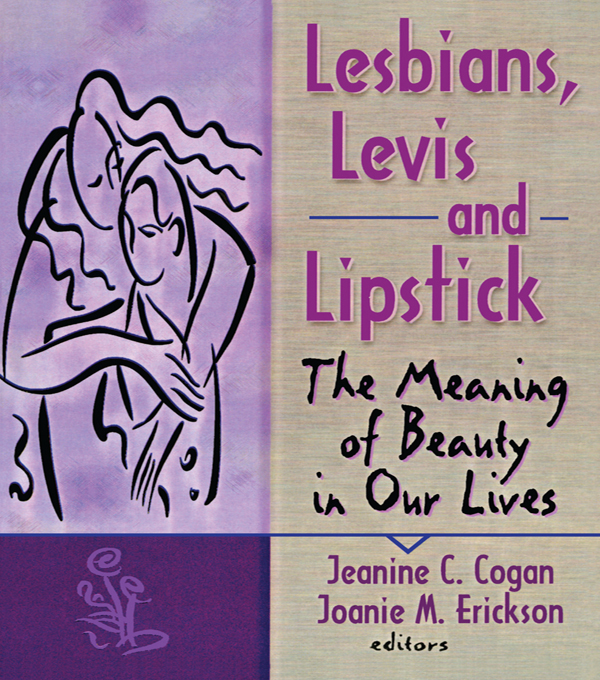 Lesbians,
Levis
and
Lipstick
The Meaning
of Beauty
in Our Lives
Jeanine C. Cogan
Joanie M. Erickson
editors